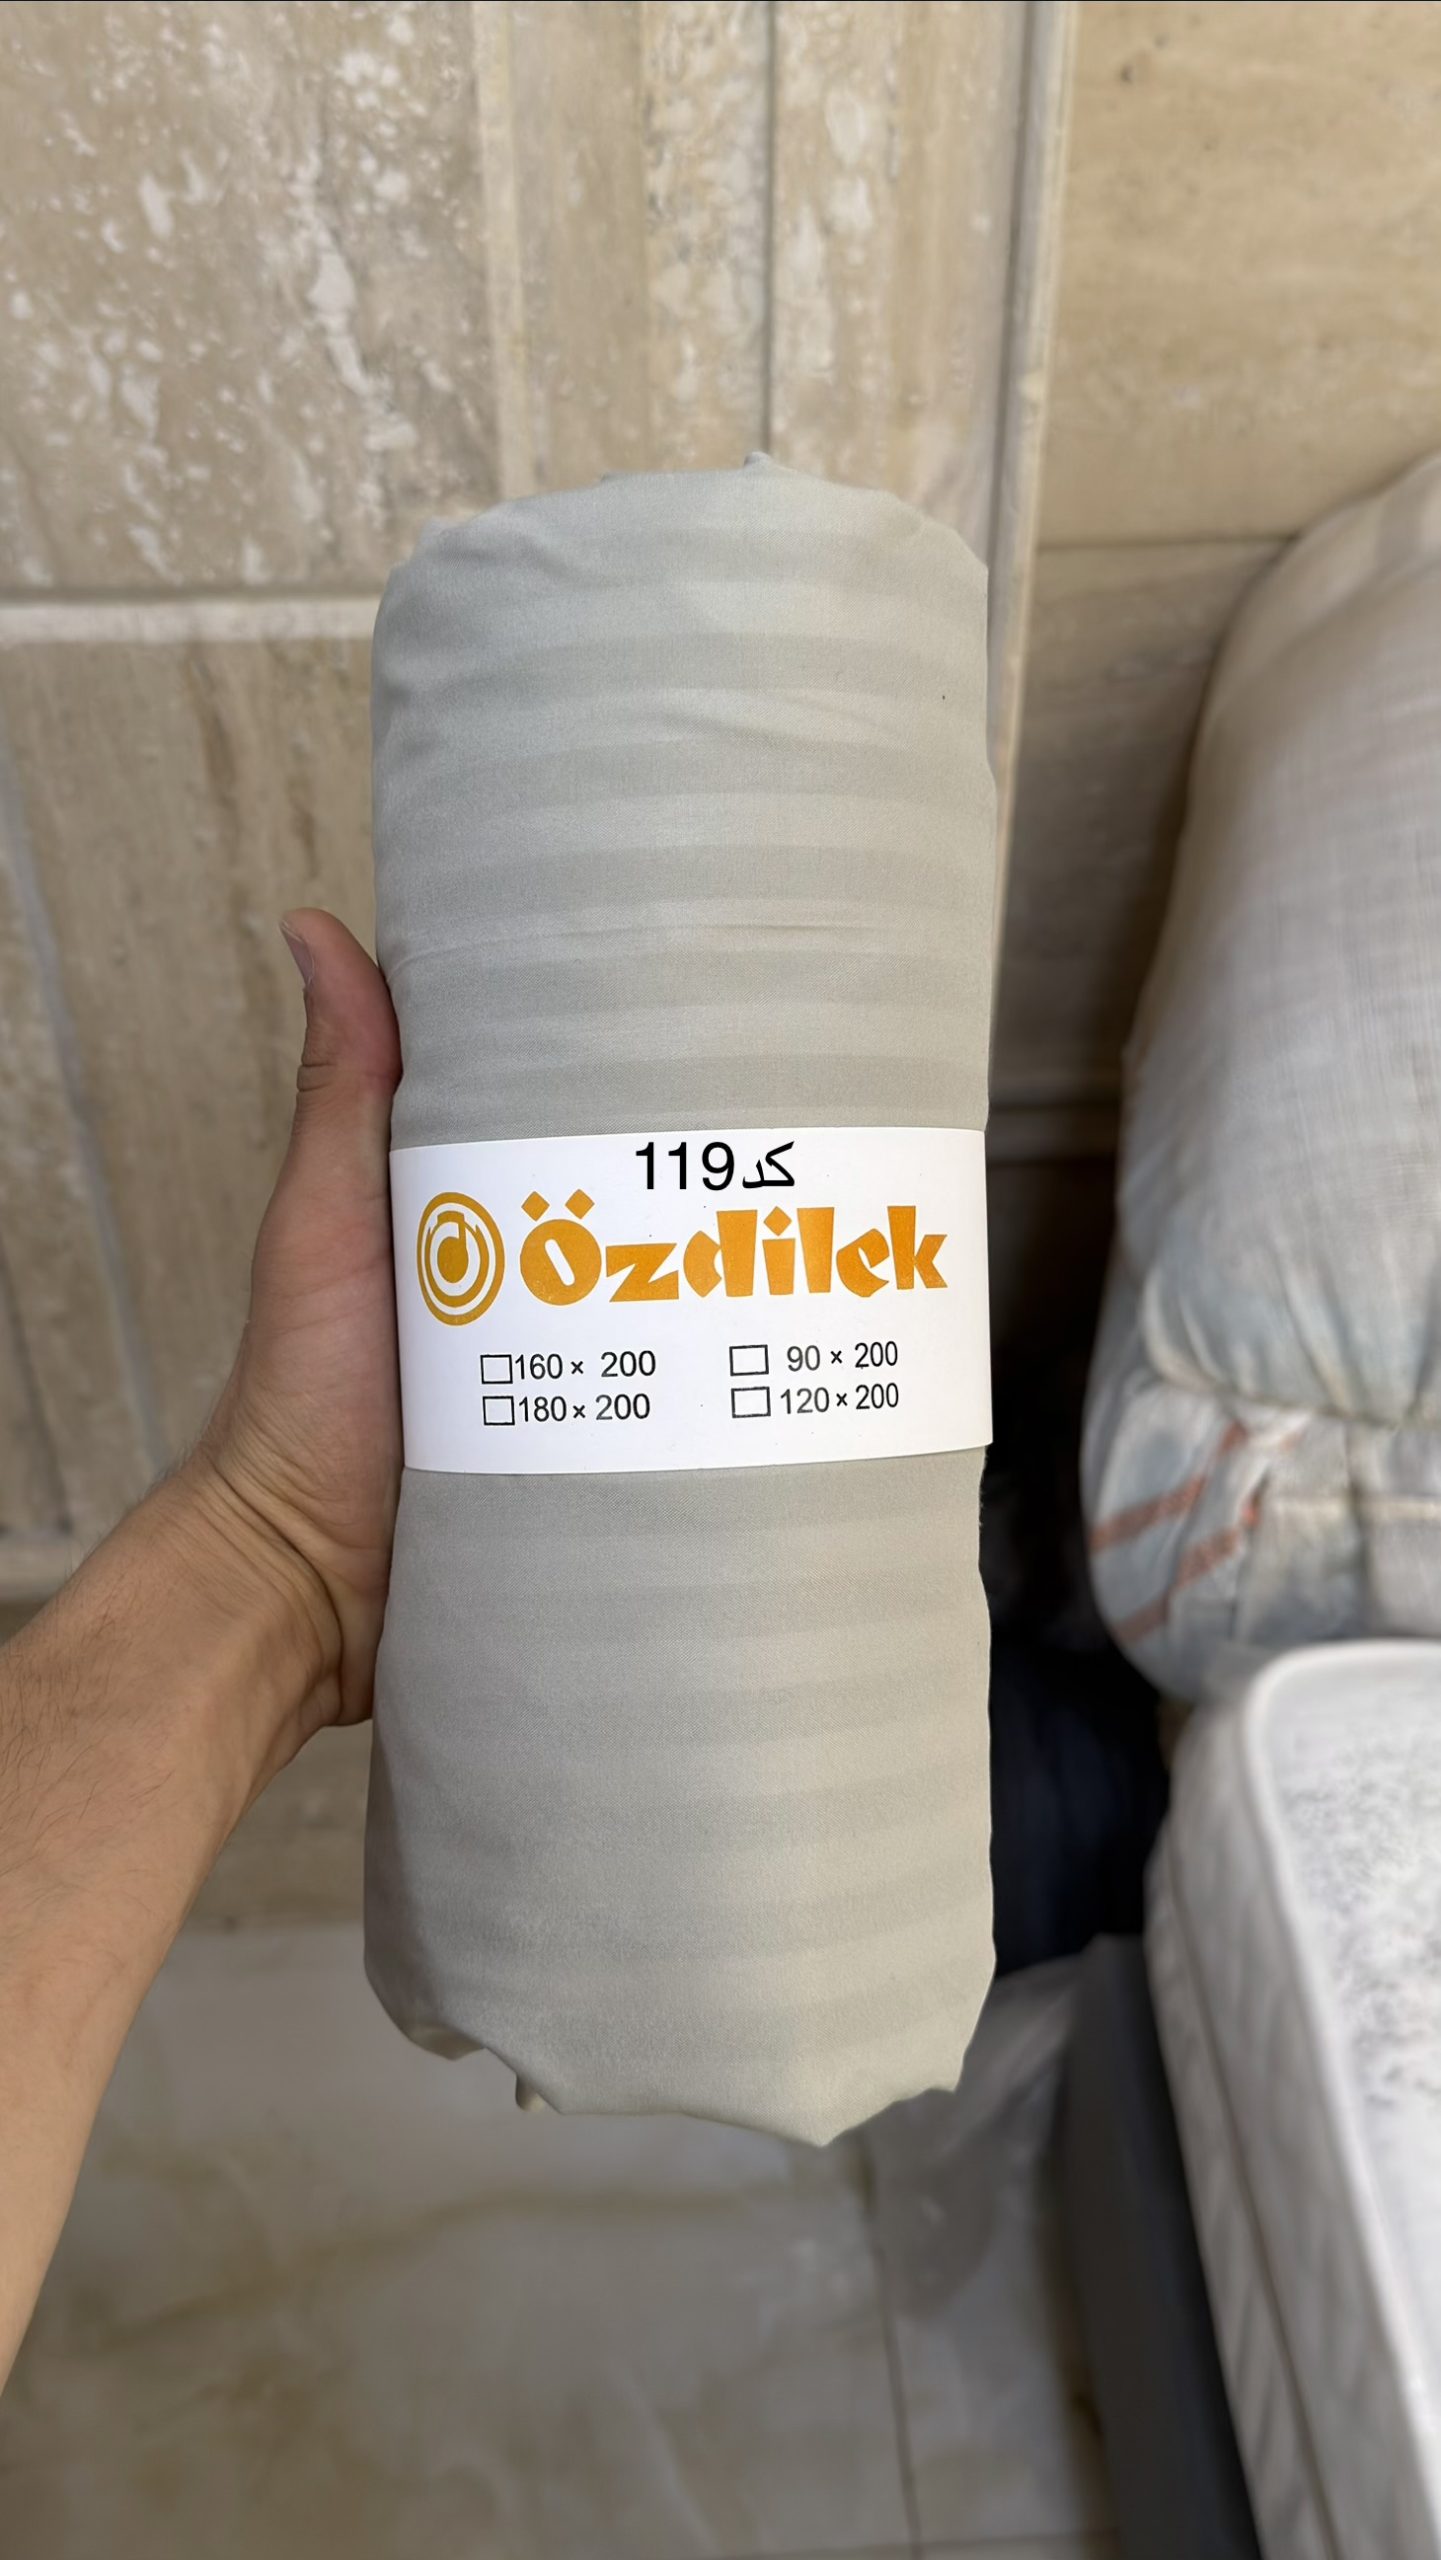 کد119
Özdilek
☐160 × 200 ☐ 90 × 200
☐180 × 200 ☐ 120 × 200